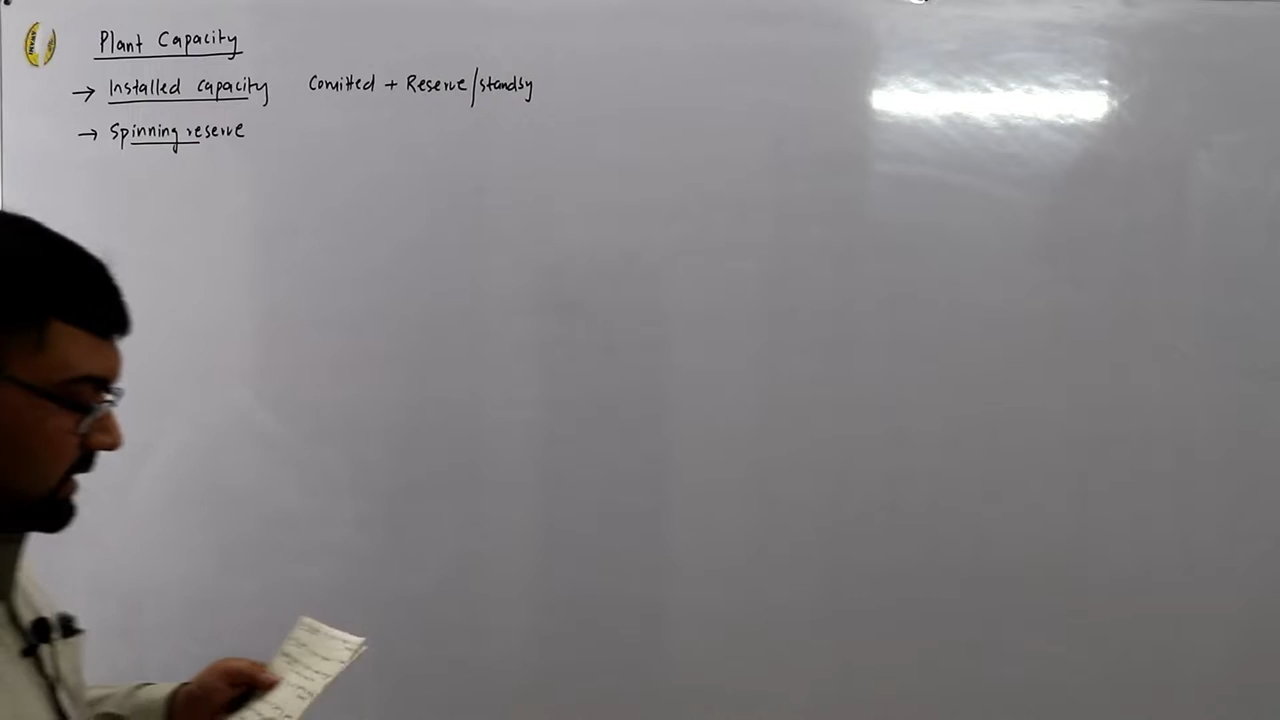 Plant Capacity
→ Installed capacity Comitted + Reserve/standby
→ Spinning reserve